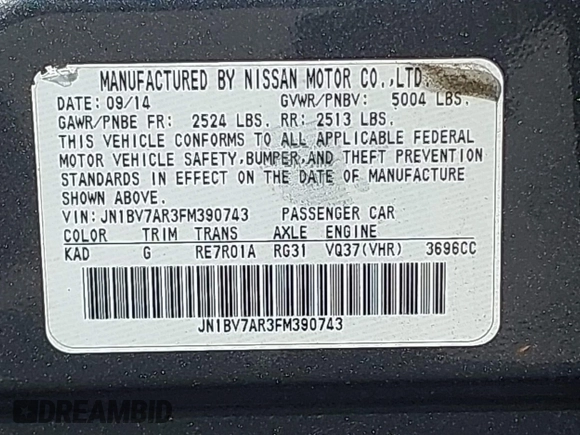 MANUFACTURED BY NISSAN MOTOR CO.,LTD.
DATE: 09/14 GVWR/PNBV: 5004 LBS.
GAWR/PNBE FR: 2524 LBS. RR: 2513 LBS.
THIS VEHICLE CONFORMS TO ALL APPLICABLE FEDERAL
MOTOR VEHICLE SAFETY,BUMPER,AND THEFT PREVENTION
STANDARDS IN EFFECT ON THE DATE OF MANUFACTURE
SHOWN ABOVE.
VIN: JN1BV7AR3FM390743 PASSENGER CAR
COLOR TRIM TRANS AXLE ENGINE
KAD G RE7R01A RG31 VQ37(VHR) 3696CC
JN1BV7AR3FM390743
DREAMBID